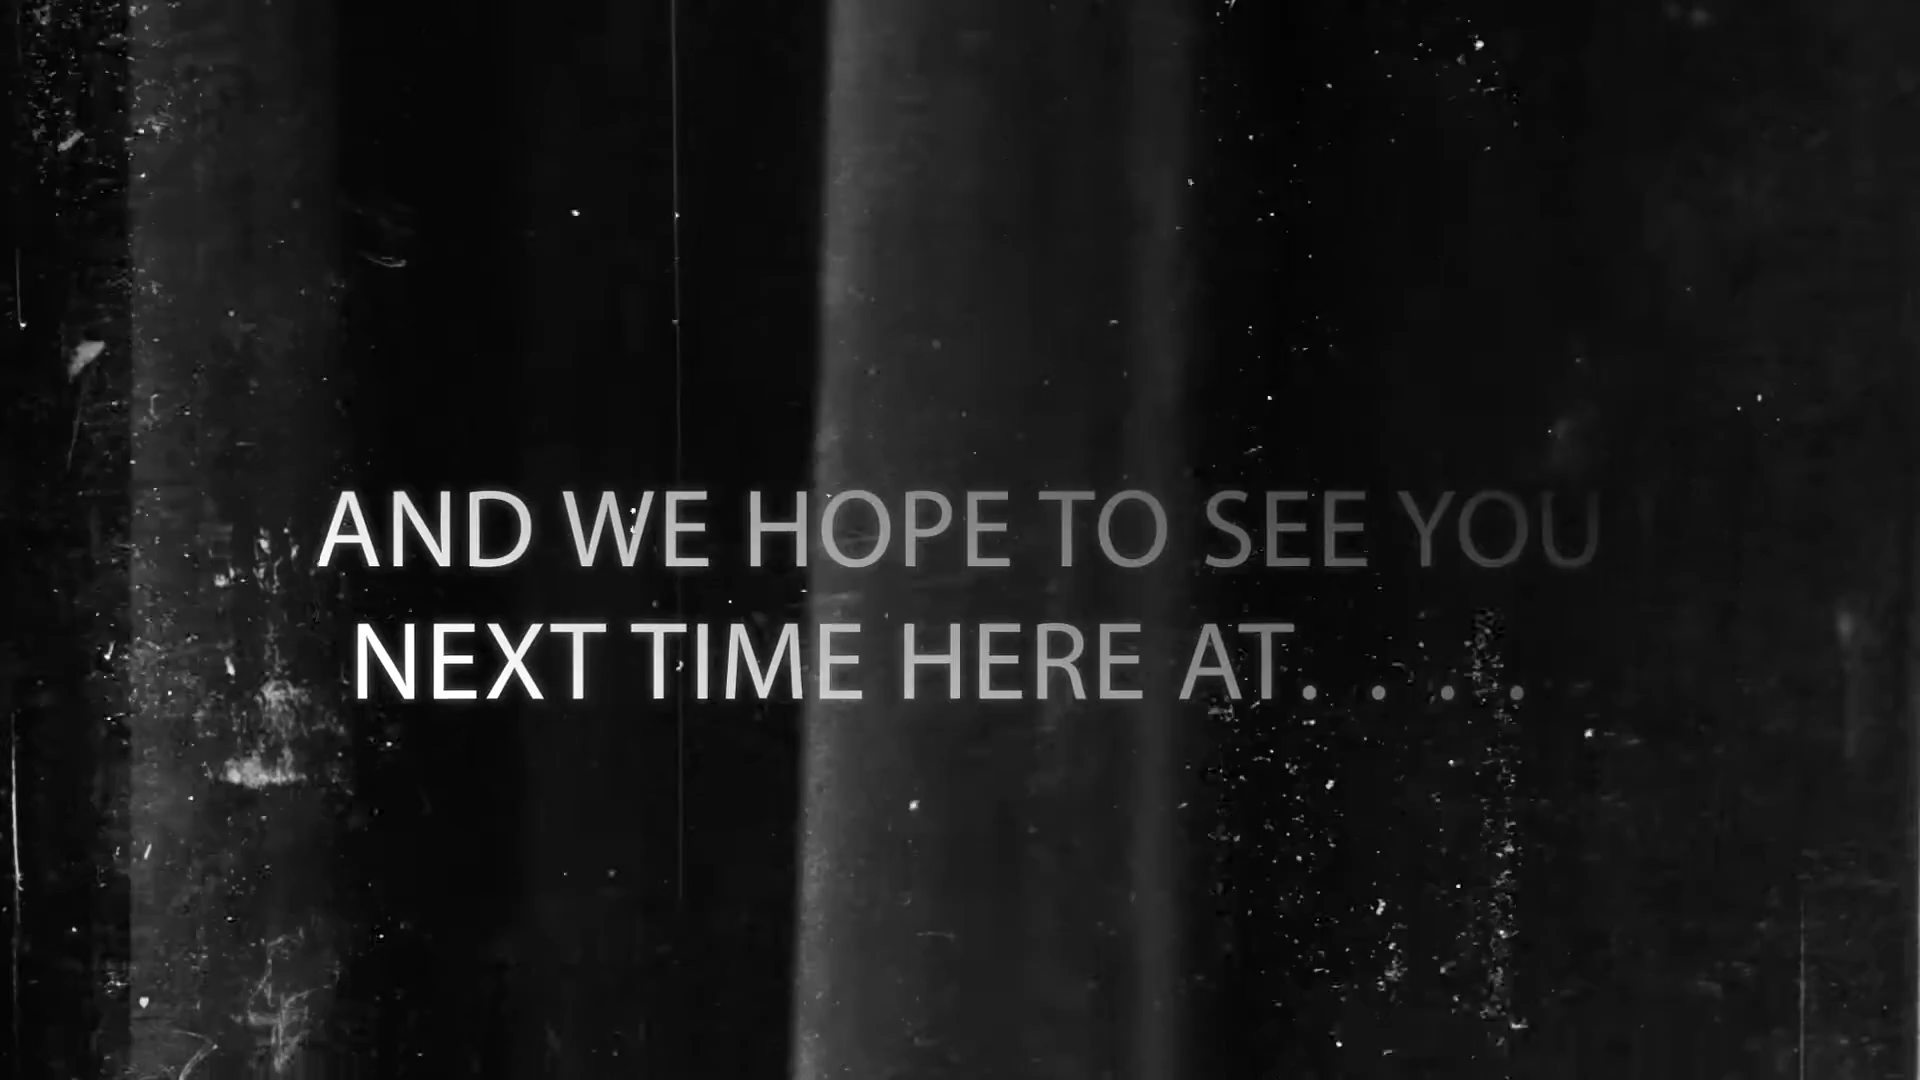 AND WE HOPE TO SEE YOU
NEXT TIME HERE AT. . . .